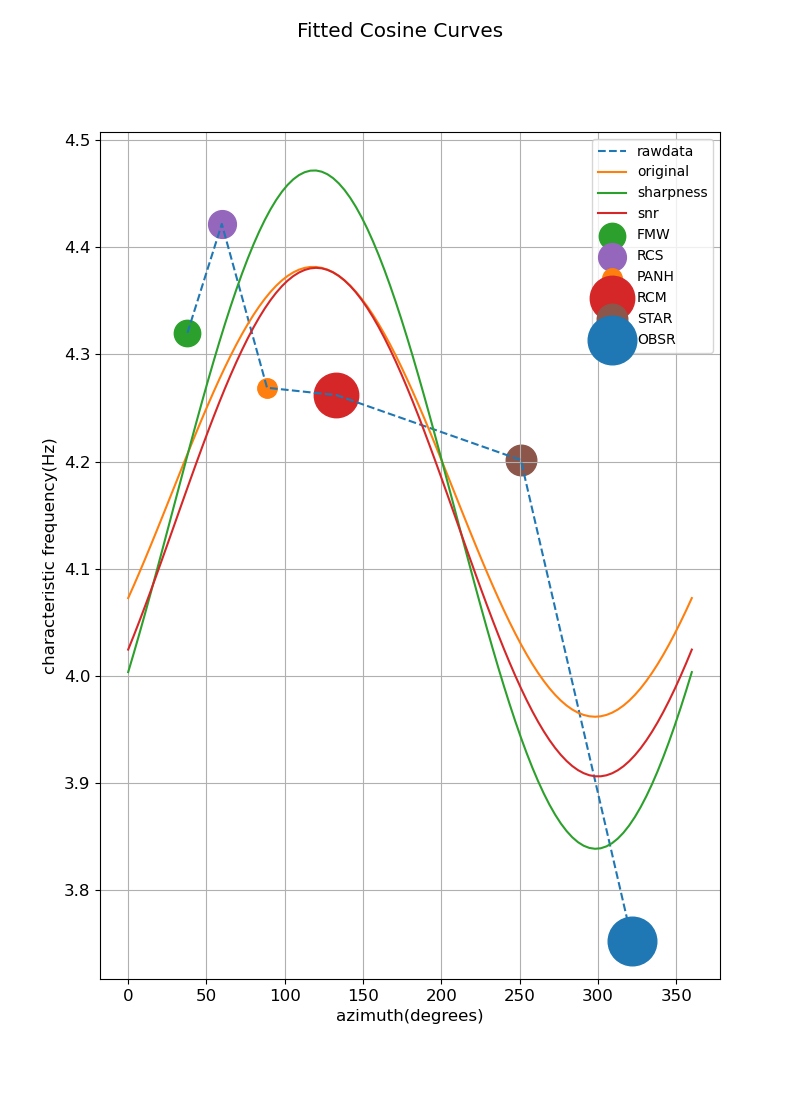 Fitted Cosine Curves
4.5
4.4
4.3
4.2
4.1
4.0
3.9
3.8
characteristic frequency(Hz)
rawdata
original
sharpness
snr
FMW
RCS
PANH
RCM
STAR
OBSR
0 50 100 150 200 250 300 350
azimuth(degrees)